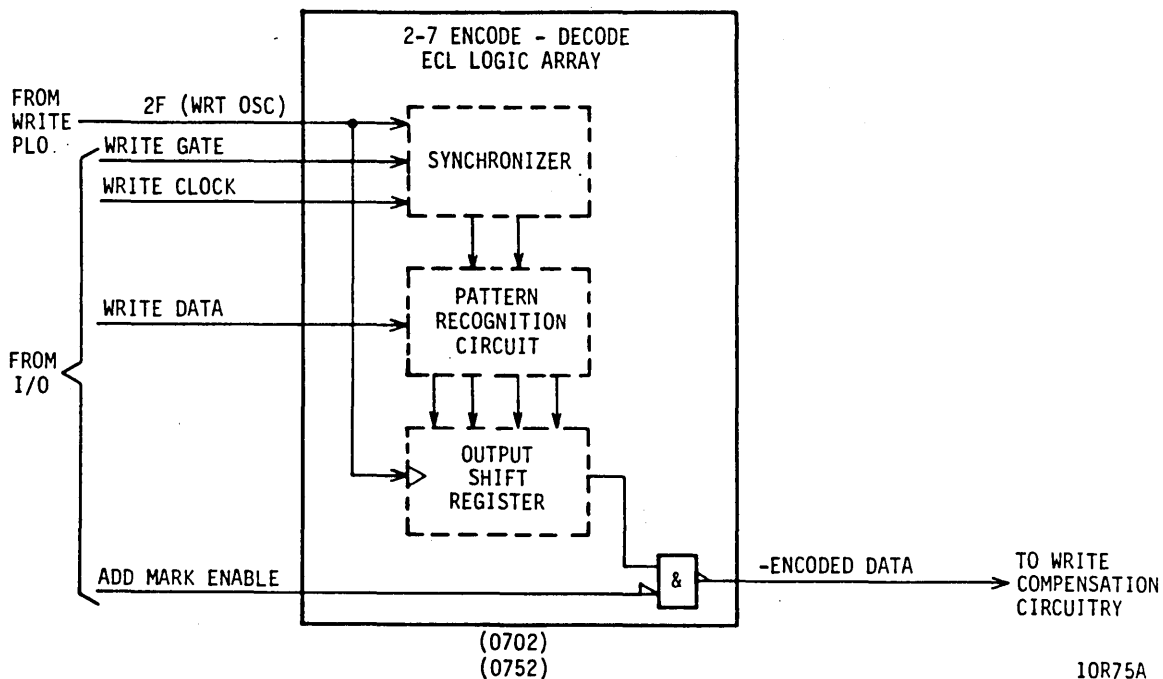 2-7 ENCODE - DECODE
ECL LOGIC ARRAY
FROM
WRITE
PLO.
2F (WRT OSC)
WRITE GATE
WRITE CLOCK
SYNCHRONIZER
WRITE DATA
PATTERN
RECOGNITION
CIRCUIT
FROM
I/O
OUTPUT
SHIFT
REGISTER
ADD MARK ENABLE
&
-ENCODED DATA
TO WRITE
COMPENSATION
CIRCUITRY
(0702)
(0752)
10R75A